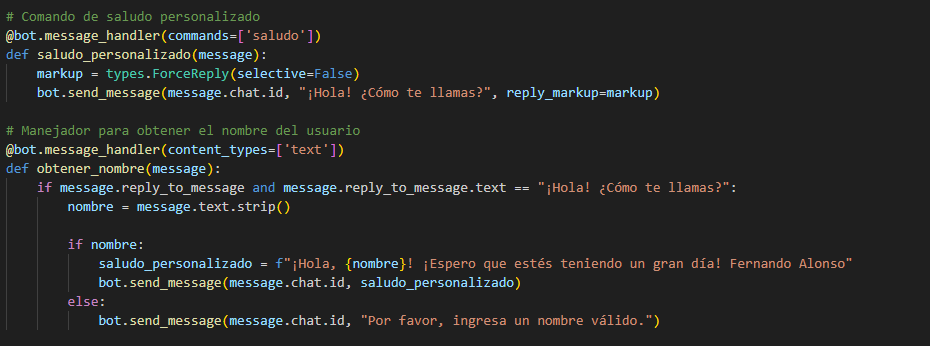 # Comando de saludo personalizado
@bot.message_handler(commands=['saludo'])
def saludo_personalizado(message):
    markup = types.ForceReply(selective=False)
    bot.send_message(message.chat.id, "¡Hola! ¿Cómo te llamas?", reply_markup=markup)

# Manejador para obtener el nombre del usuario
@bot.message_handler(content_types=['text'])
def obtener_nombre(message):
    if message.reply_to_message and message.reply_to_message.text == "¡Hola! ¿Cómo te llamas?":
        nombre = message.text.strip()

        if nombre:
            saludo_personalizado = f"¡Hola, {nombre}! ¡Espero que estés teniendo un gran día! Fernando Alonso"
            bot.send_message(message.chat.id, saludo_personalizado)
        else:
            bot.send_message(message.chat.id, "Por favor, ingresa un nombre válido.")